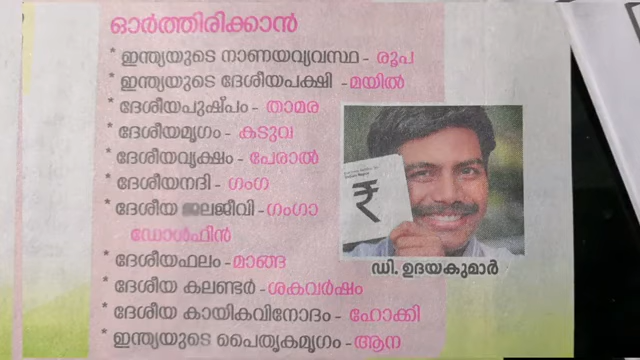 ഓർത്തിരിക്കാൻ
* ഇന്ത്യയുടെ നാണയവ്യവസ്ഥ - രൂപ
* ഇന്ത്യയുടെ ദേശീയപക്ഷി - മയിൽ
* ദേശീയപുഷ്പം - താമര
* ദേശീയമൃഗം - കടുവ
* ദേശീയവൃക്ഷം - പേരാൽ
* ദേശീയനദി - ഗംഗ
* ദേശീയ ജലജീവി - ഗംഗാ
ഡോൾഫിൻ
₹
* ദേശീയഫലം - മാങ്ങ
ഡി. ഉദയകുമാർ
* ദേശീയ കലണ്ടർ - ശകവർഷം
* ദേശീയ കായികവിനോദം - ഹോക്കി
* ഇന്ത്യയുടെ പൈതൃകമൃഗം - ആന